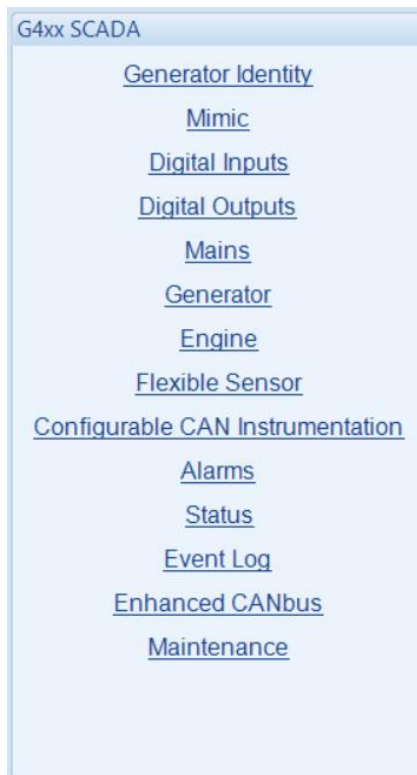 G4xx SCADA
Generator Identity
Mimic
Digital Inputs
Digital Outputs
Mains
Generator
Engine
Flexible Sensor
Configurable CAN Instrumentation
Alarms
Status
Event Log
Enhanced CANbus
Maintenance